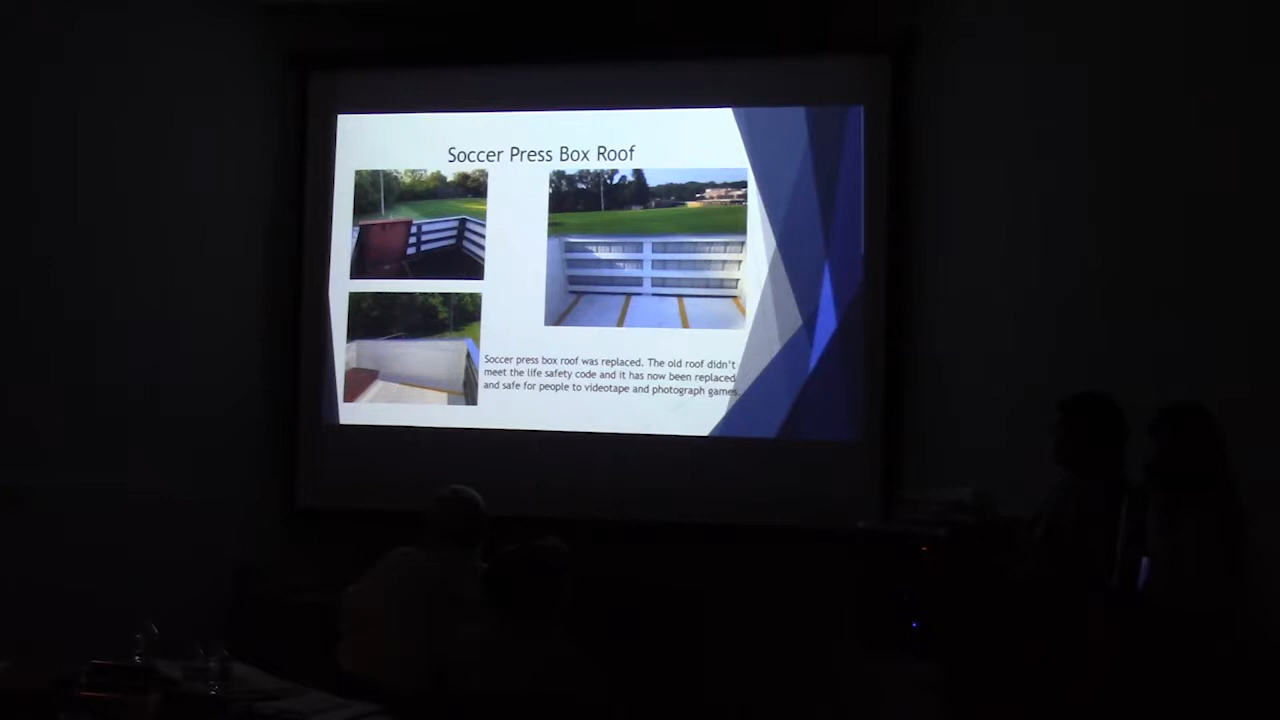 Soccer Press Box Roof
Soccer press box roof was replaced. The old roof didn't
meet the life safety code and it has now been replaced
and safe for people to videotape and photograph games.